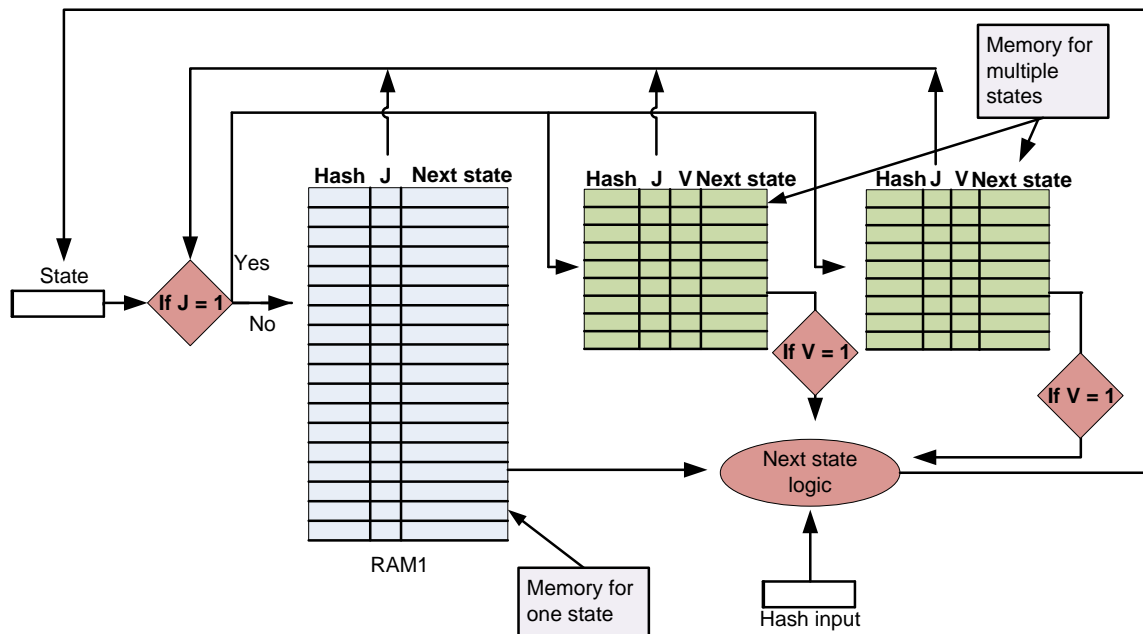 Memory for
multiple
states
Hash J Next state
Hash J V Next state
Hash J V Next state
State
Yes
If J = 1
No
If V = 1
If V = 1
Next state
logic
RAM1
Memory for
one state
Hash input